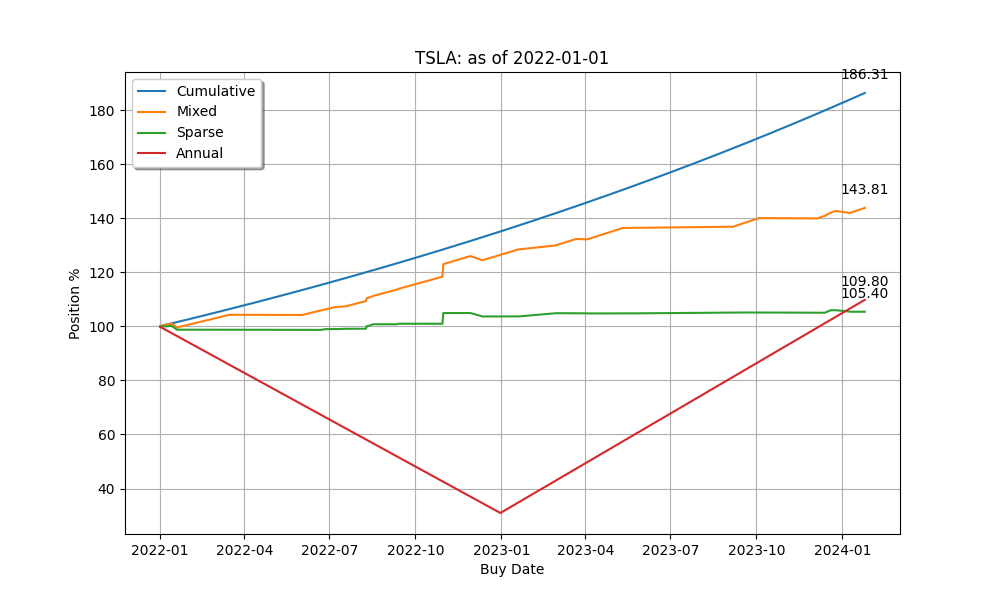 TSLA: as of 2022-01-01
186.31
Cumulative
Mixed
Sparse
Annual
143.81
109.80
105.40
180
160
140
120
100
80
60
40
Position %
2022-01 2022-04 2022-07 2022-10 2023-01 2023-04 2023-07 2023-10 2024-01
Buy Date